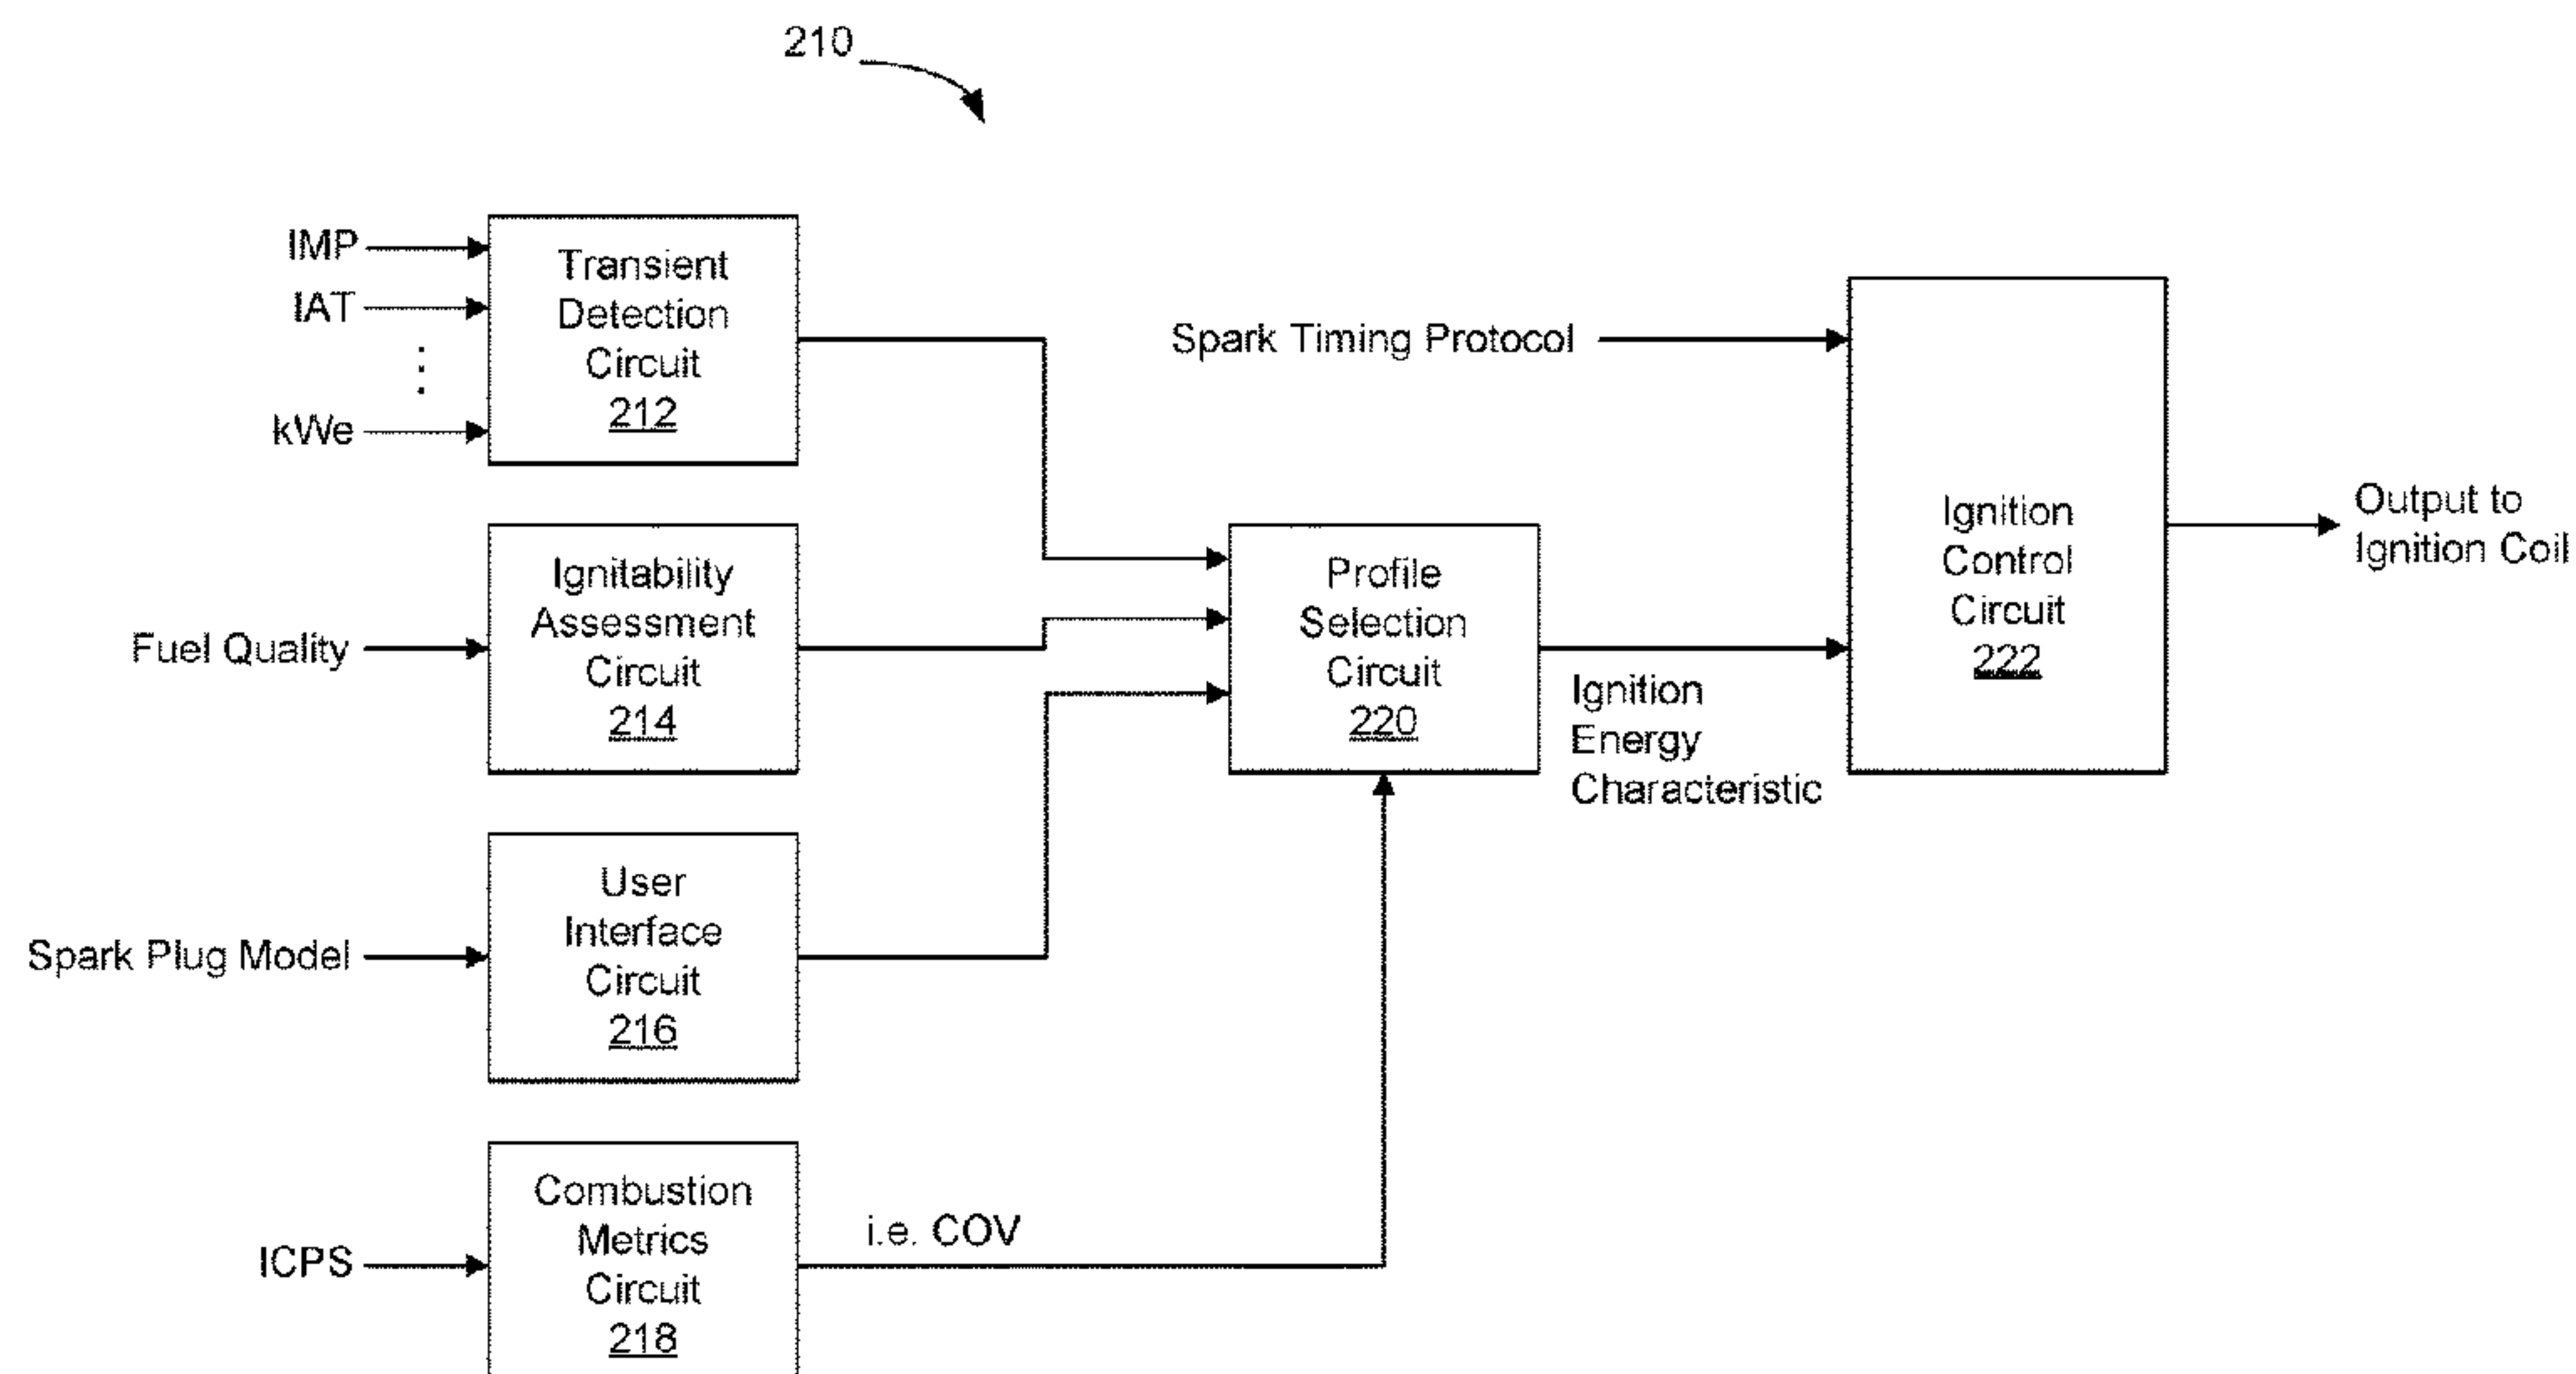 210
IMP
IAT
kWe
Transient
Detection
Circuit
212
Spark Timing Protocol
Fuel Quality
Ignitability
Assessment
Circuit
214
Profile
Selection
Circuit
220
Ignition
Energy
Characteristic
Ignition
Control
Circuit
222
Output to
Ignition Coil
Spark Plug Model
User
Interface
Circuit
216
ICPS
Combustion
Metrics
Circuit
218
i.e. COV